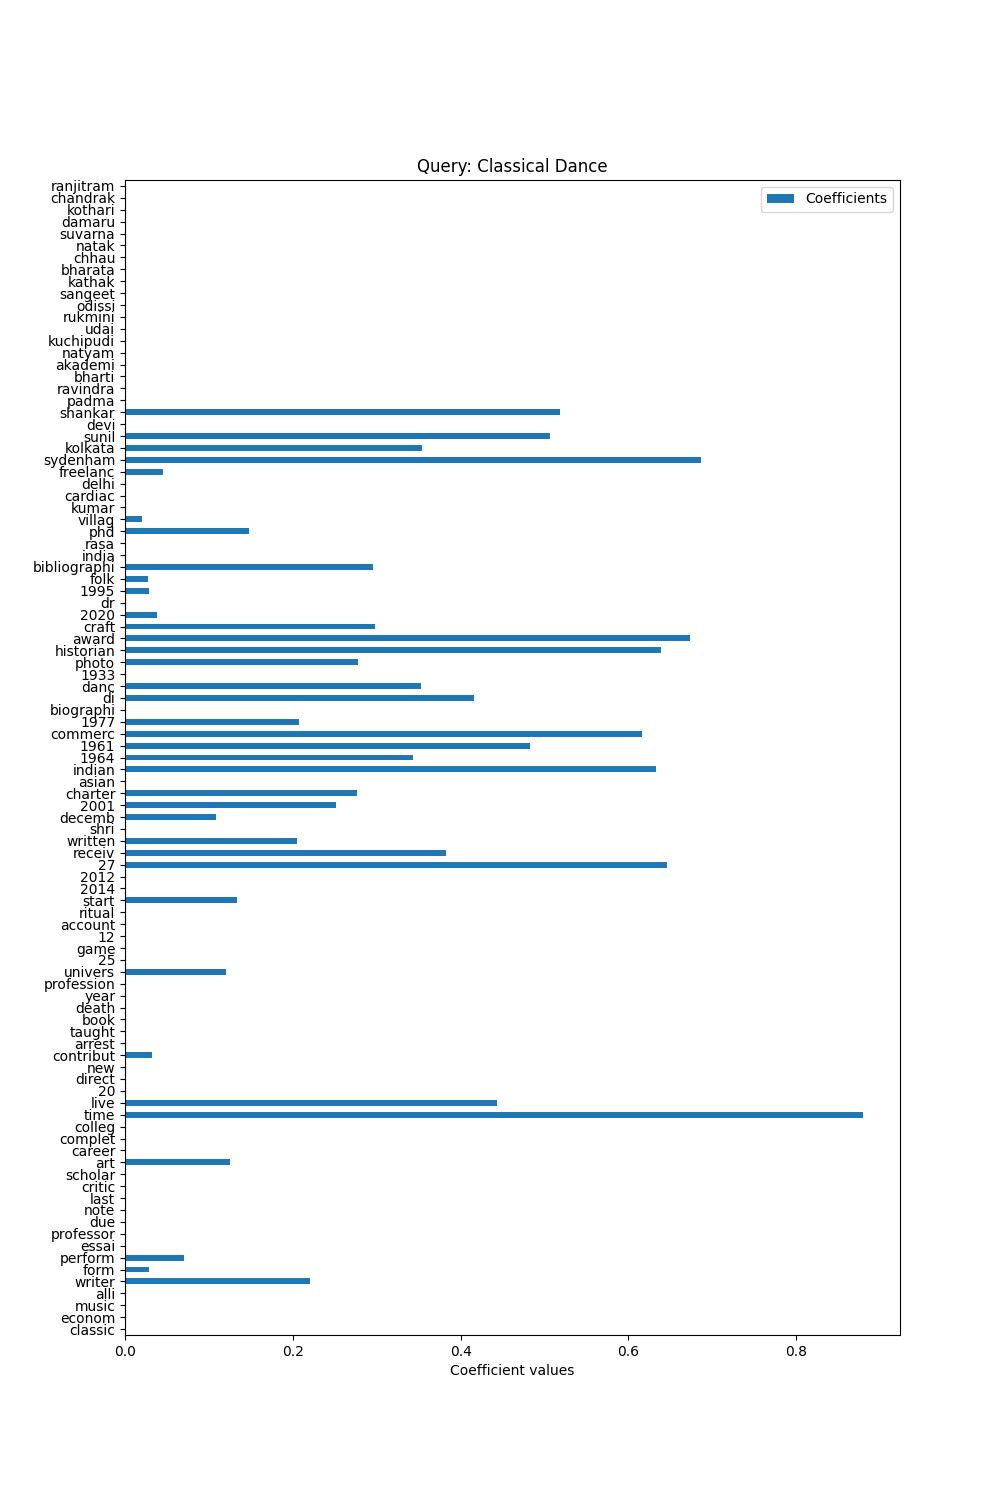 Query: Classical Dance
Coefficients
ranjitram
chandrak
kothari
damaru
suvarna
natak
chhau
bharata
kathak
sangeet
odissi
rukmini
udai
kuchipudi
natyam
akademi
bharti
ravindra
padma
shankar
devi
sunil
kolkata
sydenham
freelanc
delhi
cardiac
kumar
villag
phd
rasa
india
bibliographi
folk
1995
dr
2020
craft
award
historian
photo
1933
danc
di
biographi
1977
commerc
1961
1964
indian
asian
charter
2001
decemb
shri
written
receiv
27
2012
2014
start
ritual
account
12
game
25
univers
profession
year
death
book
taught
arrest
contribut
new
direct
20
live
time
colleg
complet
career
art
scholar
critic
last
note
due
professor
essai
perform
form
writer
alli
music
econom
classic
0.0 0.2 0.4 0.6 0.8
Coefficient values